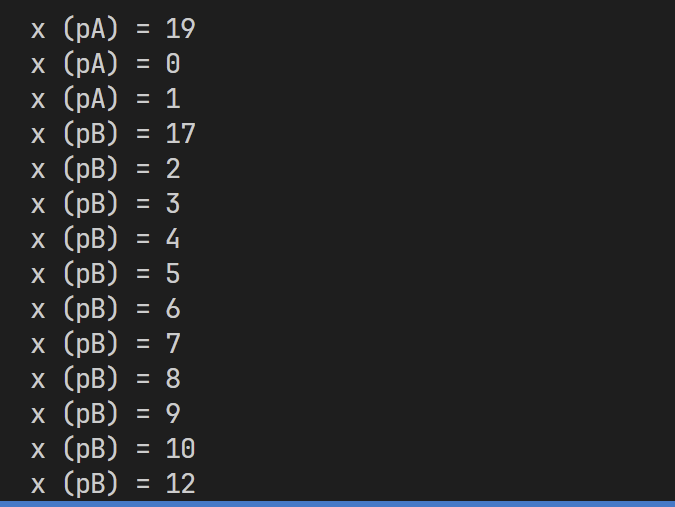 x (pA) = 19
x (pA) = 0
x (pA) = 1
x (pB) = 17
x (pB) = 2
x (pB) = 3
x (pB) = 4
x (pB) = 5
x (pB) = 6
x (pB) = 7
x (pB) = 8
x (pB) = 9
x (pB) = 10
x (pB) = 12